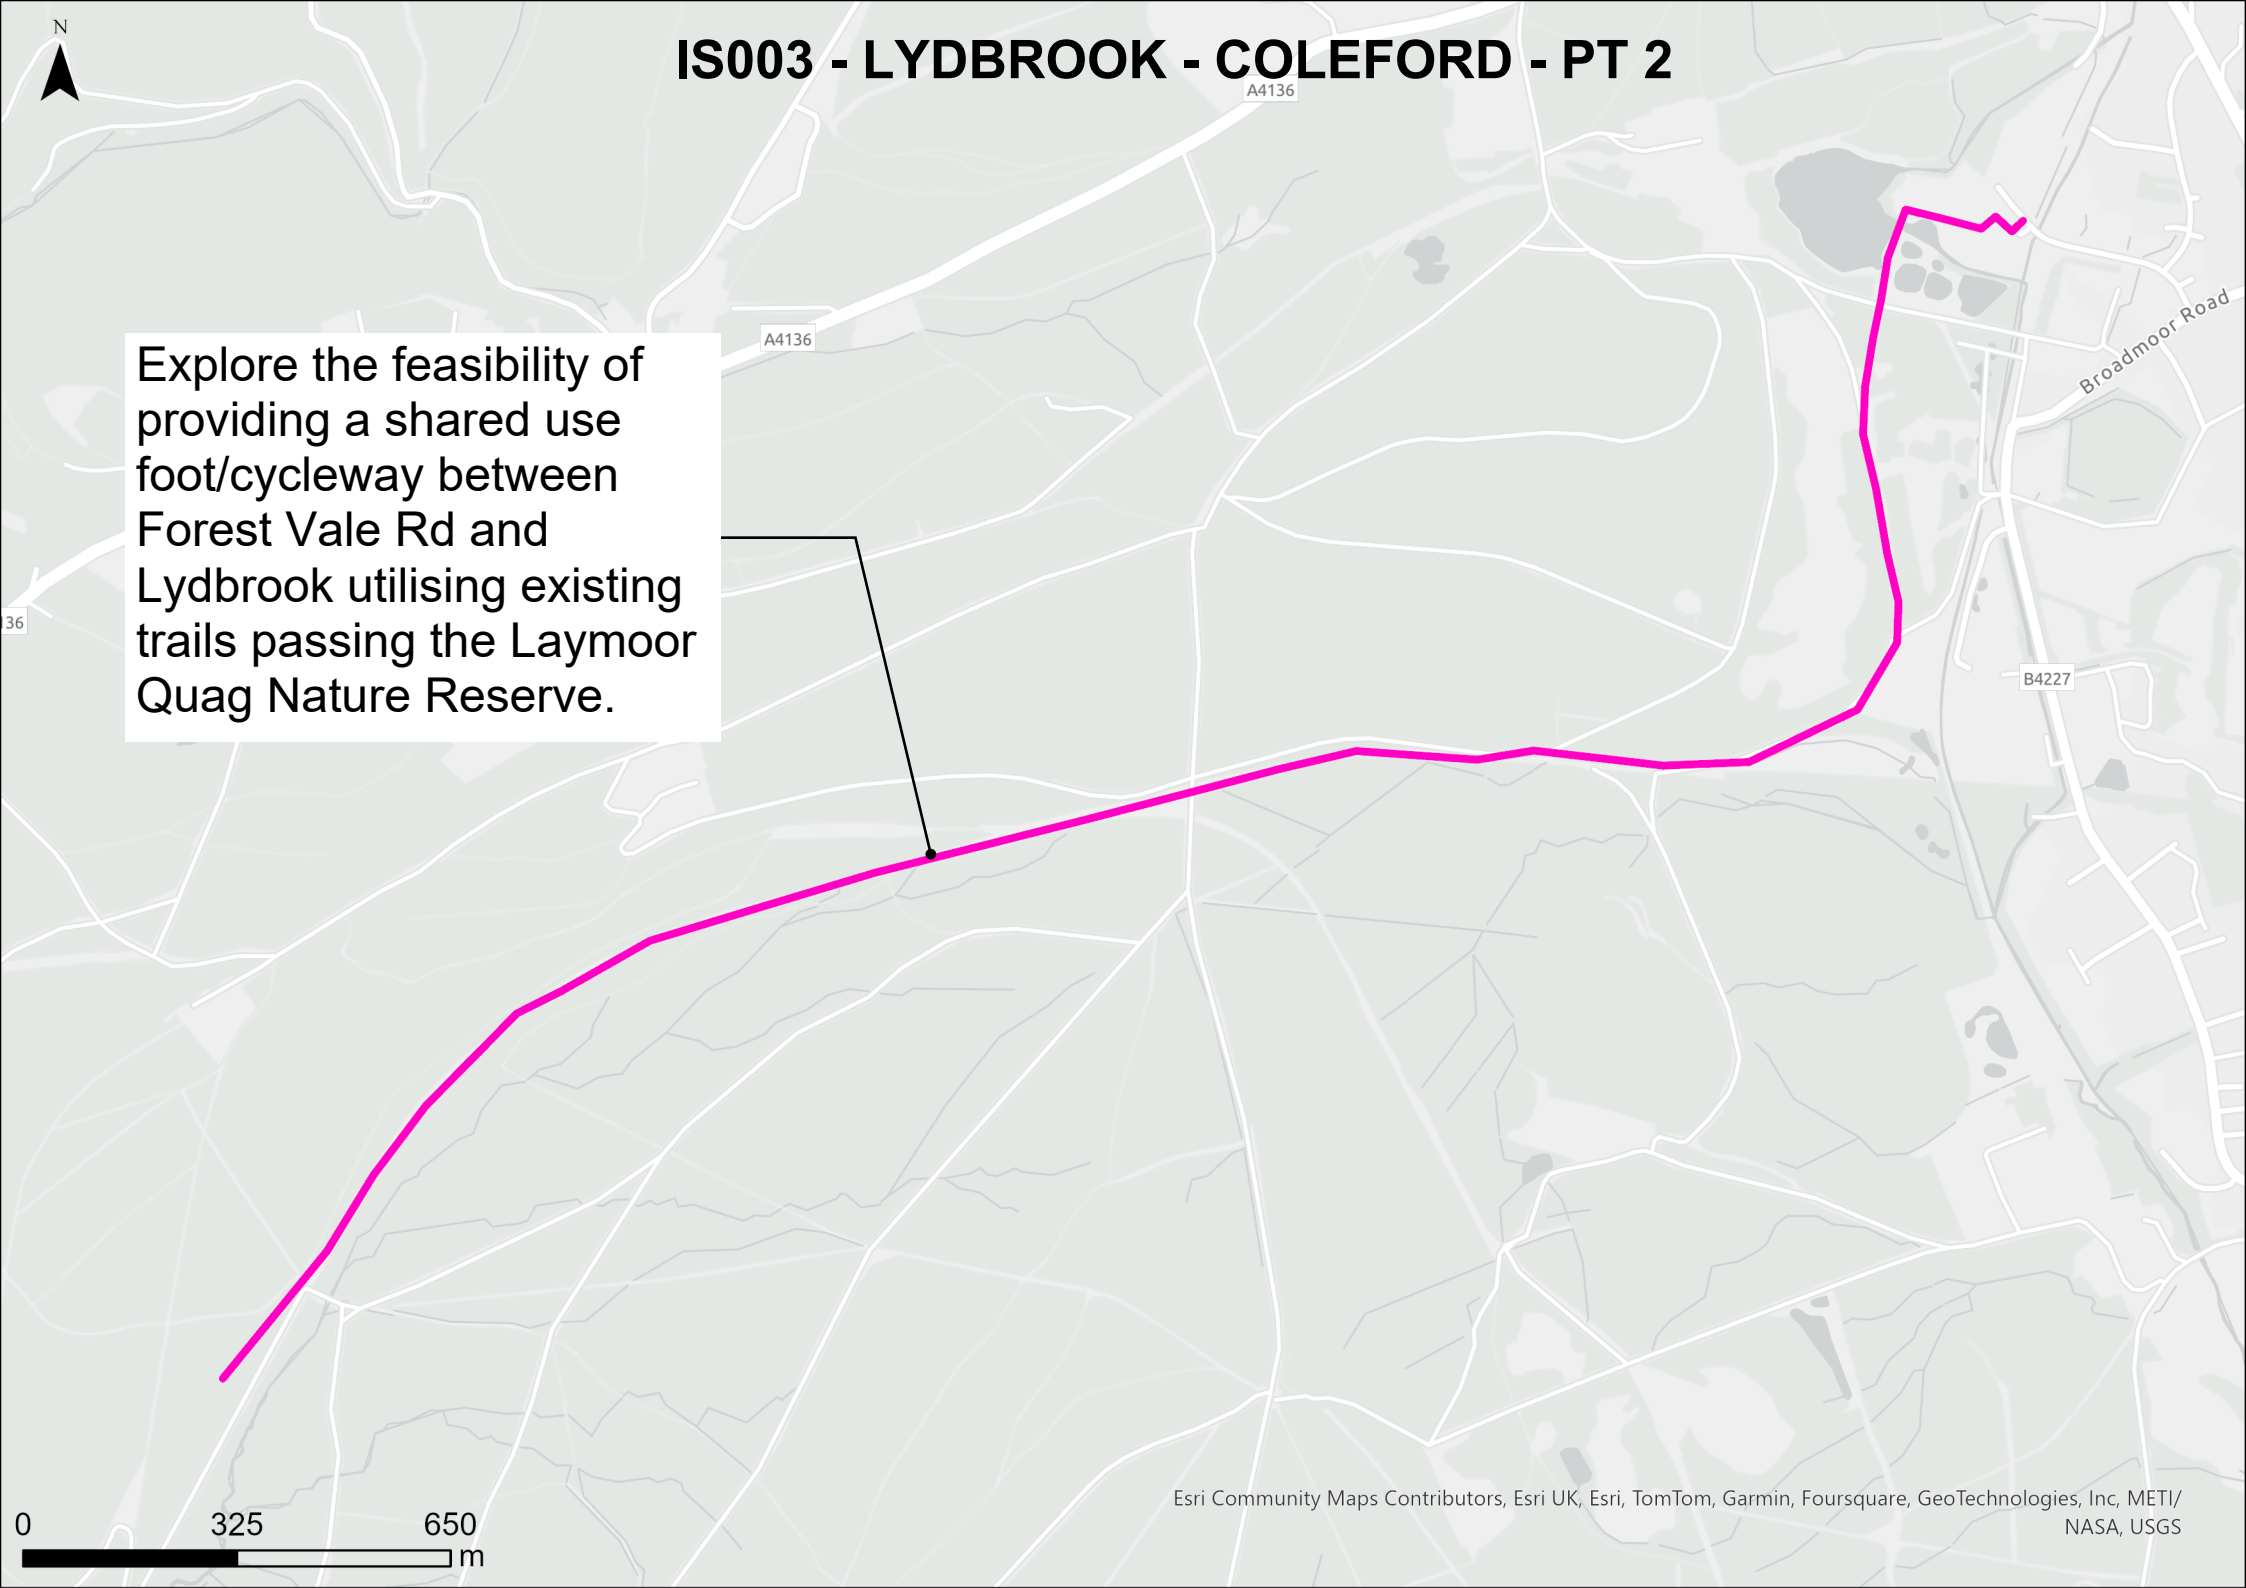 N
IS003 - LYDBROOK - COLEFORD - PT 2
A4136
A4136
Broadmoor Road
Explore the feasibility of
providing a shared use
foot/cycleway between
Forest Vale Rd and
Lydbrook utilising existing
trails passing the Laymoor
Quag Nature Reserve.
136
B4227
Esri Community Maps Contributors, Esri UK, Esri, TomTom, Garmin, Foursquare, GeoTechnologies, Inc, METI/
NASA, USGS
0 325 650
m